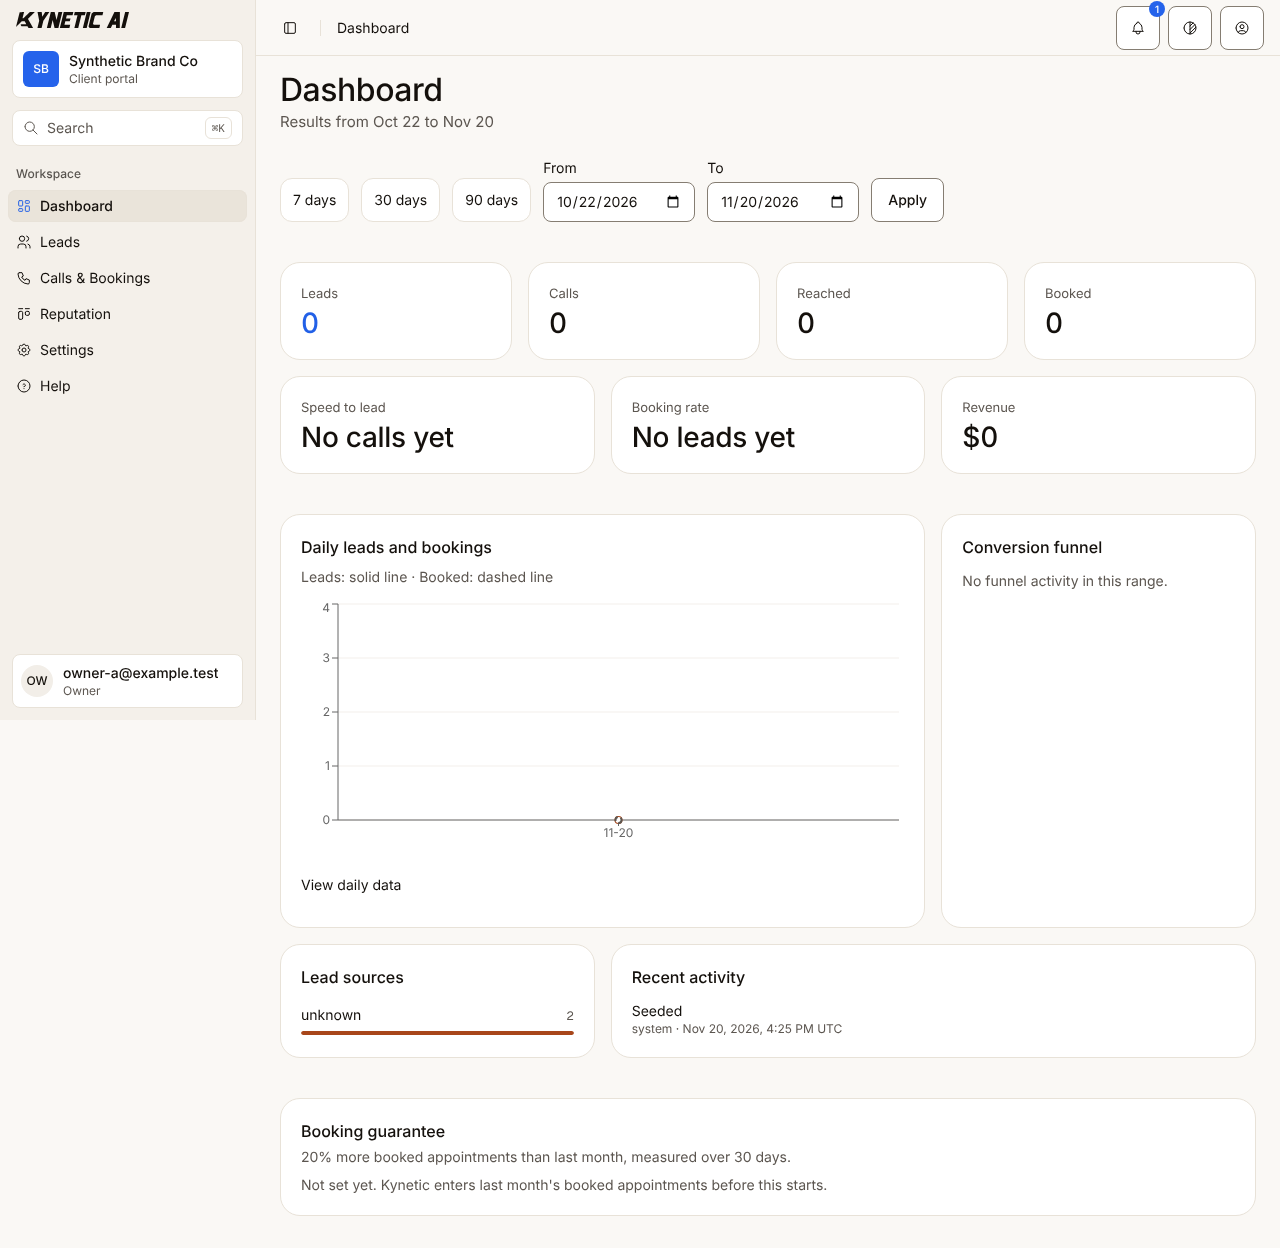 KYNETIC AI
SB
Synthetic Brand Co
Client portal
Search
⌘K
Workspace
Dashboard
Leads
Calls & Bookings
Reputation
Settings
Help
OW
owner-a@example.test
Owner
Dashboard
1
Dashboard
Results from Oct 22 to Nov 20
7 days
30 days
90 days
From
10/22/2026
To
11/20/2026
Apply
Leads
0
Calls
0
Reached
0
Booked
0
Speed to lead
No calls yet
Booking rate
No leads yet
Revenue
$0
Daily leads and bookings
Leads: solid line · Booked: dashed line
4
3
2
1
0
11-20
View daily data
Conversion funnel
No funnel activity in this range.
Lead sources
unknown 2
Recent activity
Seeded
system · Nov 20, 2026, 4:25 PM UTC
Booking guarantee
20% more booked appointments than last month, measured over 30 days.
Not set yet. Kynetic enters last month's booked appointments before this starts.